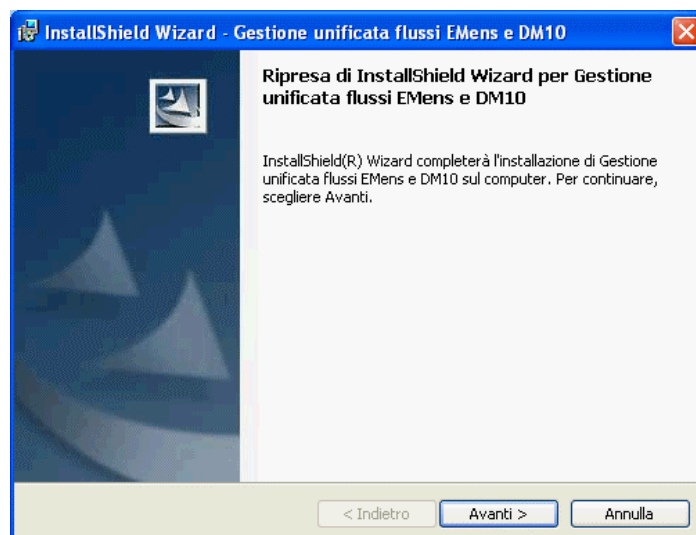 InstallShield Wizard - Gestione unificata flussi EMens e DM10
Ripresa di InstallShield Wizard per Gestione
unificata flussi EMens e DM10
InstallShield(R) Wizard completerà l'installazione di Gestione
unificata flussi EMens e DM10 sul computer. Per continuare,
scegliere Avanti.
< Indietro
Avanti >
Annulla